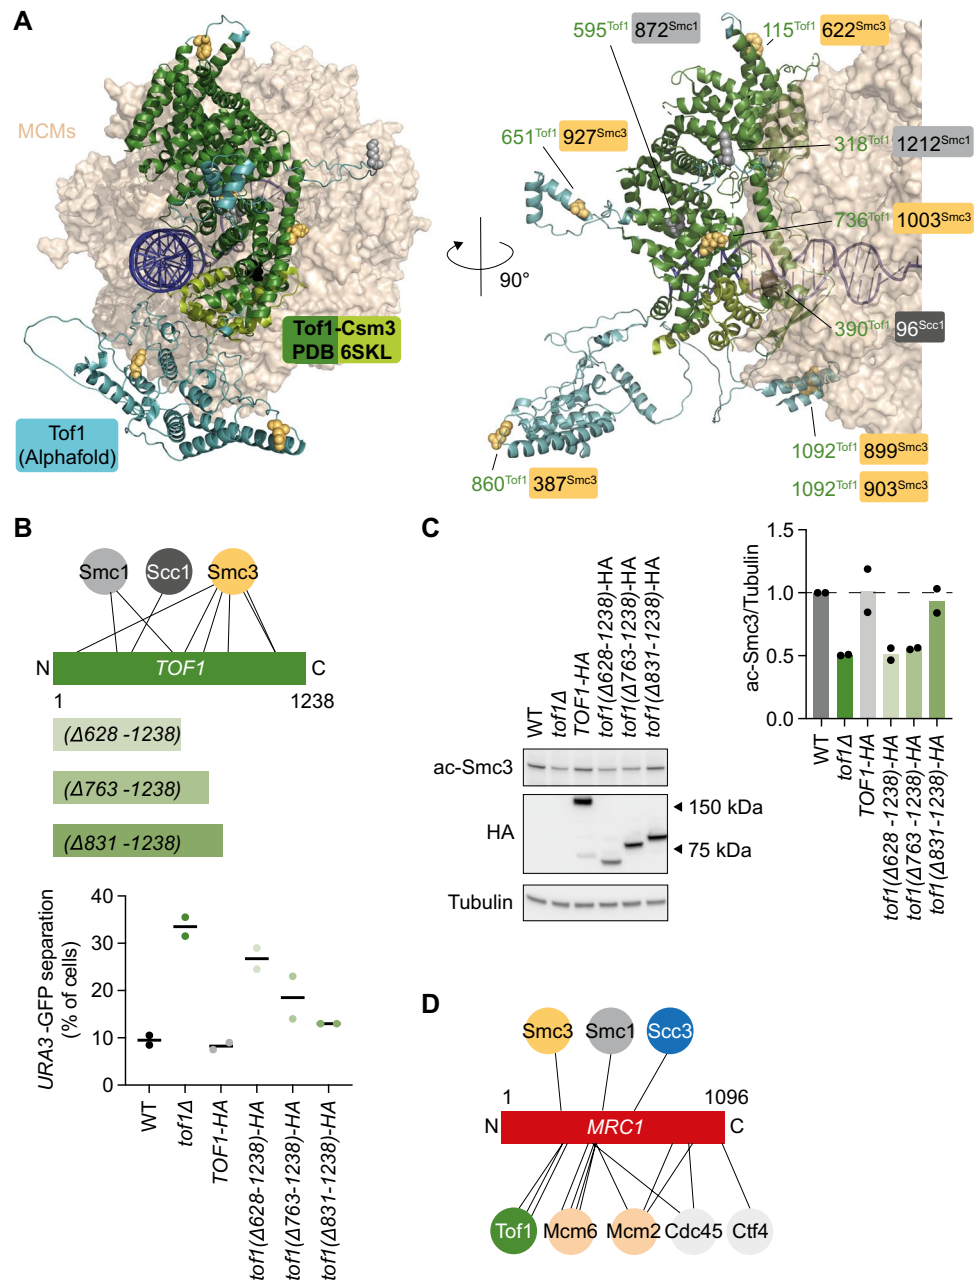 A
MCMs
Tof1-Csm3
PDB 6SKL
Tof1
(Alphafold)
90°
595Tof1 872Smc1
115Tof1 622Smc3
651Tof1 927Smc3
318Tof1 1212Smc1
736Tof1 1003Smc3
390Tof1 96Scc1
1092Tof1 899Smc3
1092Tof1 903Smc3
860Tof1 387Smc3
B
Smc1 Scc1 Smc3
N TOF1 C
1 1238
(Δ628 -1238)
(Δ763 -1238)
(Δ831 -1238)
URA3 -GFP separation
(% of cells)
40
30
20
10
0
WT
tof1Δ
TOF1-HA
tof1(Δ628-1238)-HA
tof1(Δ763-1238)-HA
tof1(Δ831-1238)-HA
C
WT
tof1Δ
TOF1-HA
tof1(Δ628-1238)-HA
tof1(Δ763-1238)-HA
tof1(Δ831-1238)-HA
ac-Smc3
HA
150 kDa
75 kDa
Tubulin
ac-Smc3/Tubulin
1.5
1.0
0.5
0.0
WT
tof1Δ
TOF1-HA
tof1(Δ628 -1238)-HA
tof1(Δ763 -1238)-HA
tof1(Δ831-1238)-HA
D
Smc3 Smc1 Scc3
1 1096
N MRC1 C
Tof1 Mcm6 Mcm2 Cdc45 Ctf4